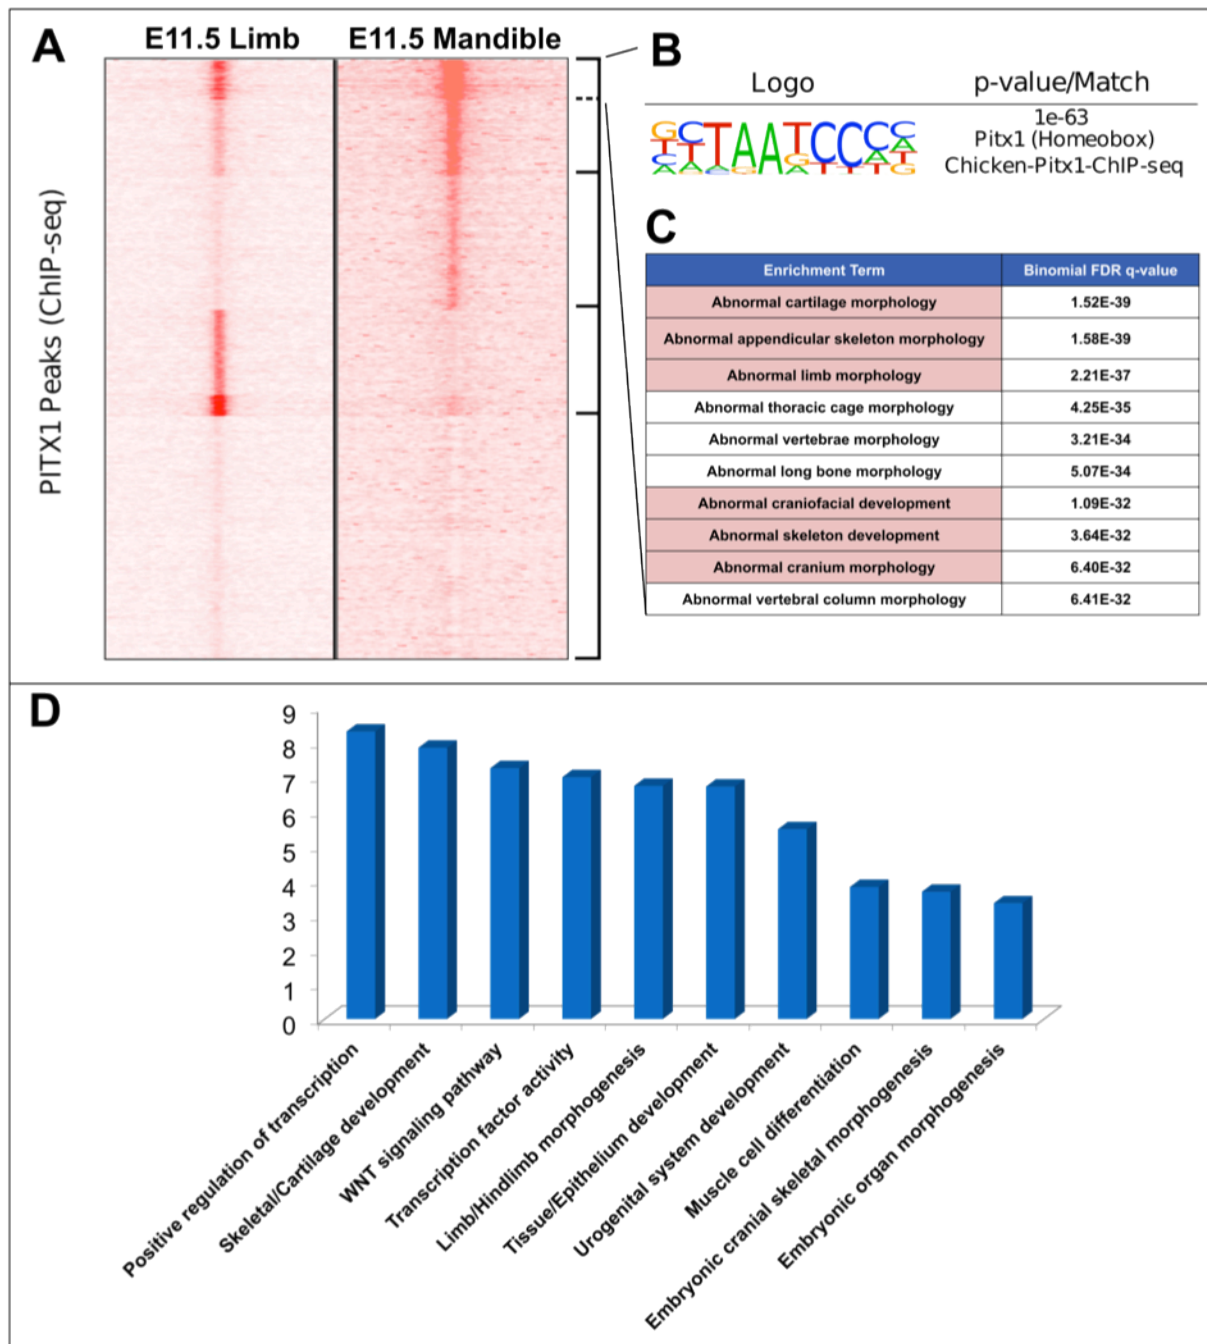 A
E11.5 Limb
E11.5 Mandible
PITX1 Peaks (ChIP-seq)
B
Logo
p-value/Match
1e-63
Pitx1 (Homeobox)
Chicken-Pitx1-ChIP-seq
C
Enrichment Term
Binomial FDR q-value
Abnormal cartilage morphology
1.52E-39
Abnormal appendicular skeleton morphology
1.58E-39
Abnormal limb morphology
2.21E-37
Abnormal thoracic cage morphology
4.25E-35
Abnormal vertebrae morphology
3.21E-34
Abnormal long bone morphology
5.07E-34
Abnormal craniofacial development
1.09E-32
Abnormal skeleton development
3.64E-32
Abnormal cranium morphology
6.40E-32
Abnormal vertebral column morphology
6.41E-32
D
9
8
7
6
5
4
3
2
1
0
Positive regulation of transcription
Skeletal/Cartilage development
WNT signaling pathway
Transcription factor activity
Limb/Hindlimb morphogenesis
Tissue/Epithelium development
Urogenital system development
Muscle cell differentiation
Embryonic cranial skeletal morphogenesis
Embryonic organ morphogenesis